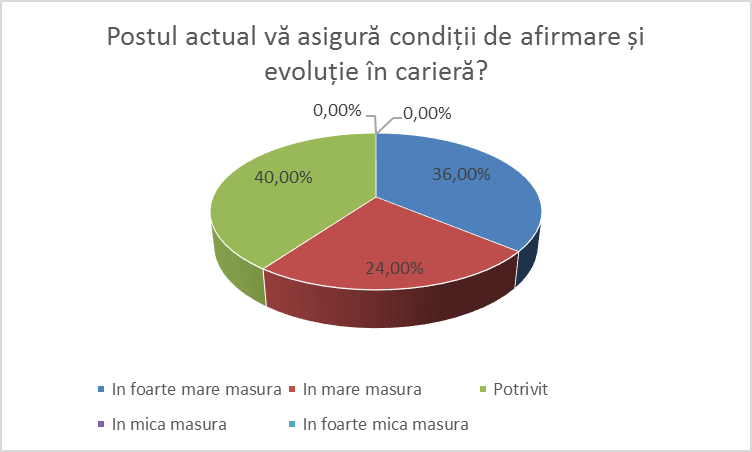 Postul actual vă asigură condiții de afirmare și
evoluție în carieră?
0,00% 0,00%
36,00%
40,00%
24,00%
In foarte mare masura In mare masura Potrivit
In mica masura In foarte mica masura